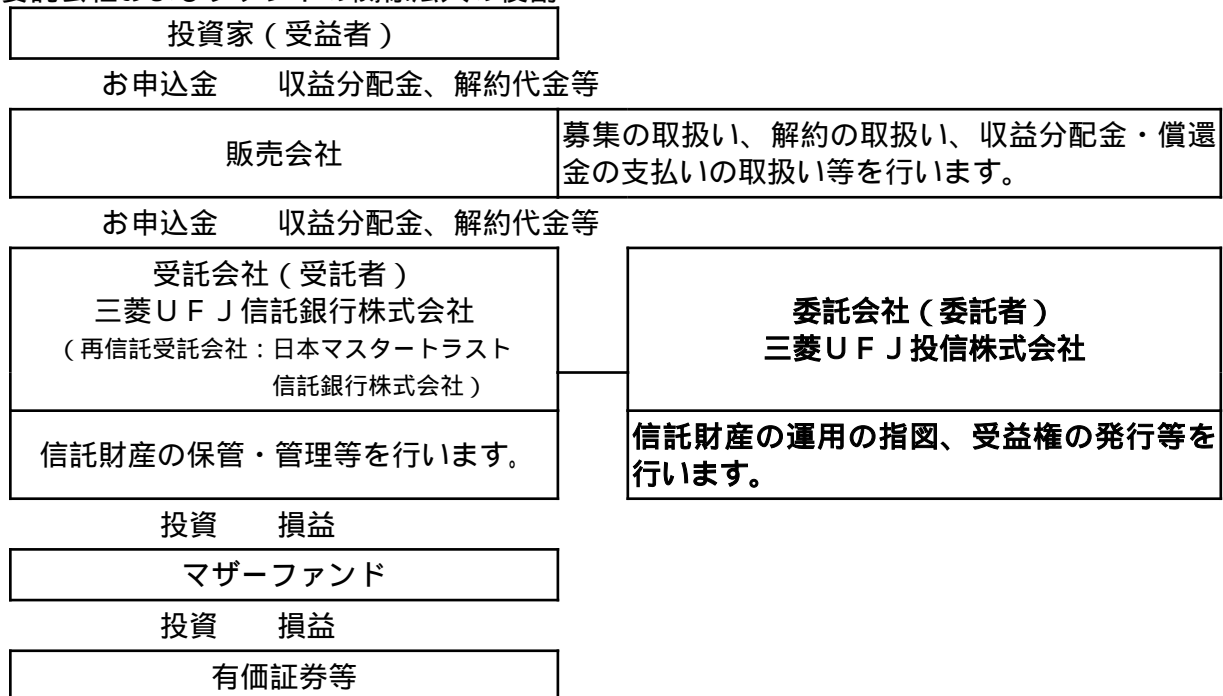 投資家（受益者）
お申込金　　収益分配金、解約代金等
販売会社
募集の取扱い、解約の取扱い、収益分配金・償還
金の支払いの取扱い等を行います。
お申込金　　収益分配金、解約代金等
受託会社（受託者）
三菱ＵＦＪ信託銀行株式会社
（再信託受託会社：日本マスタートラスト
信託銀行株式会社）
委託会社（委託者）
三菱ＵＦＪ投信株式会社
信託財産の保管・管理等を行います。
信託財産の運用の指図、受益権の発行等を
行います。
投資　　損益
マザーファンド
投資　　損益
有価証券等